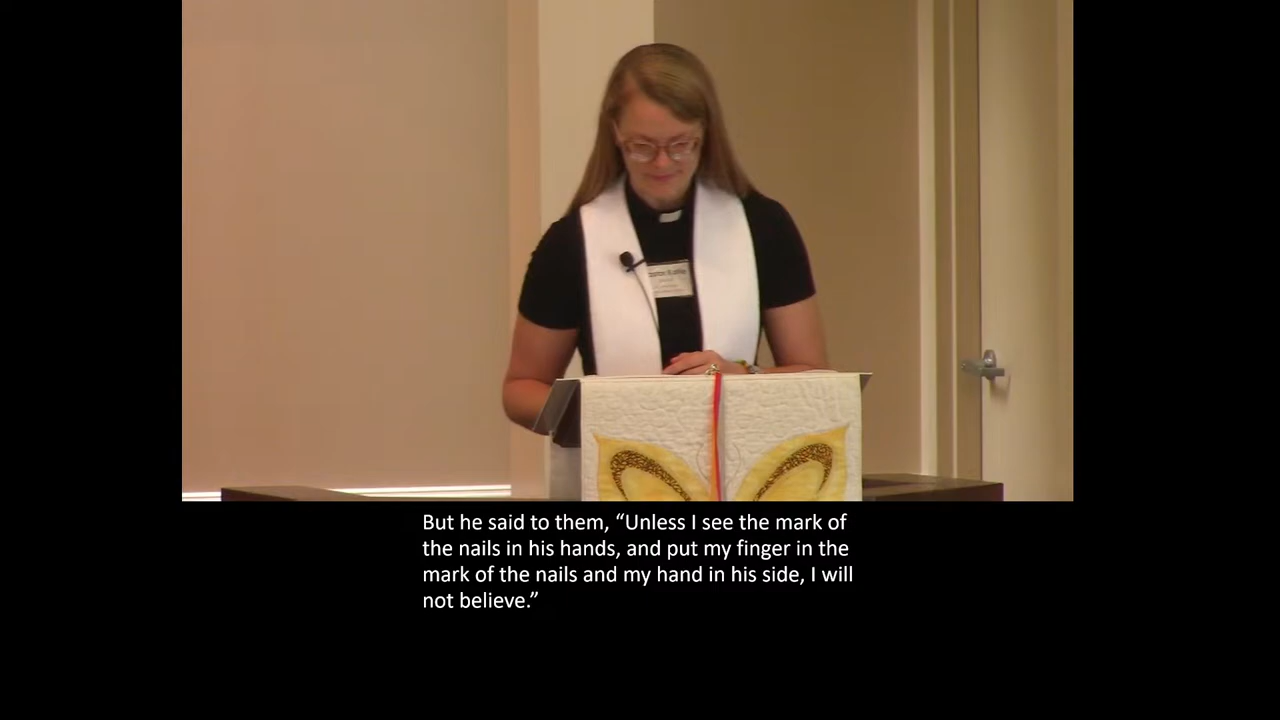 But he said to them, “Unless I see the mark of
the nails in his hands, and put my finger in the
mark of the nails and my hand in his side, I will
not believe.”